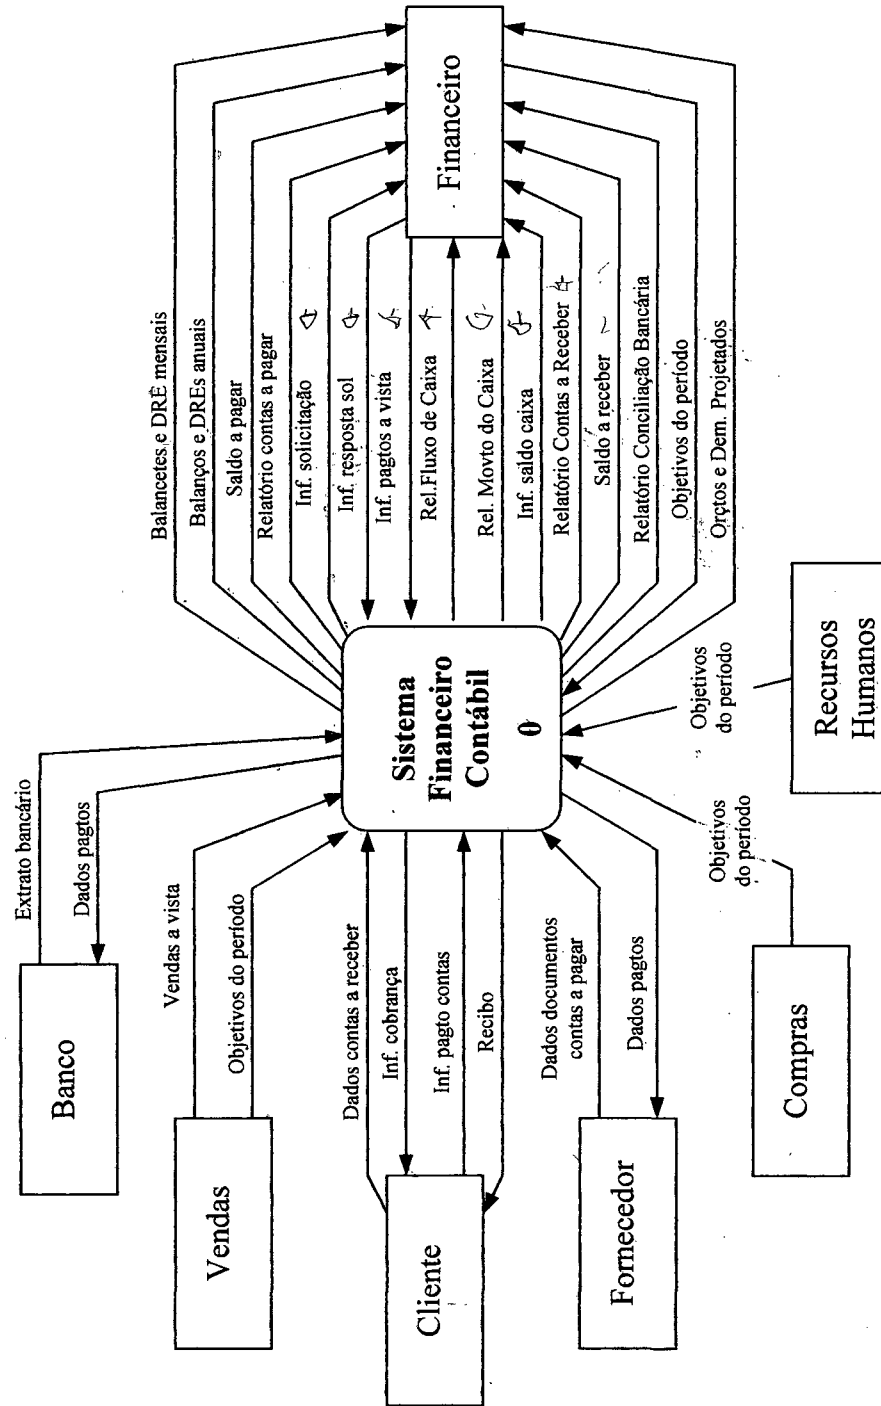 Banco
Extrato bancário
Dados pagtos
Vendas
Vendas a vista
Objetivos do período
Cliente
Dados contas a receber
Inf. cobrança
Inf. pagto contas
Recibo
Fornecedor
Dados documentos
contas a pagar
Dados pagtos
Compras
Objetivos
do período
Recursos
Humanos
Objetivos
do período
Sistema
Financeiro
Contábil
0
Balancetes e DRE mensais
Balanços e DREs anuais
Saldo a pagar
Relatório contas a pagar
Inf. solicitação
Inf. resposta sol
Inf. pagtos a vista
Rel.Fluxo de Caixa
Rel. Movto do Caixa
Inf. saldo caixa
Relatório Contas a Receber
Saldo a receber
Relatório Conciliação Bancária
Objetivos do período
Orçtos e Dem. Projetados
Financeiro